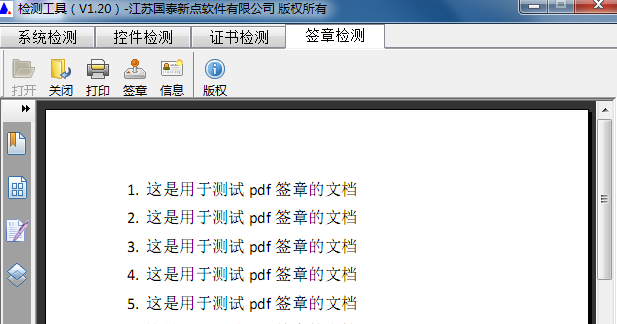 检测工具（V1.20）-江苏国泰新点软件有限公司 版权所有
系统检测 控件检测 证书检测 签章检测
打开 关闭 打印 签章 信息 版权
1. 这是用于测试 pdf 签章的文档
2. 这是用于测试 pdf 签章的文档
3. 这是用于测试 pdf 签章的文档
4. 这是用于测试 pdf 签章的文档
5. 这是用于测试 pdf 签章的文档